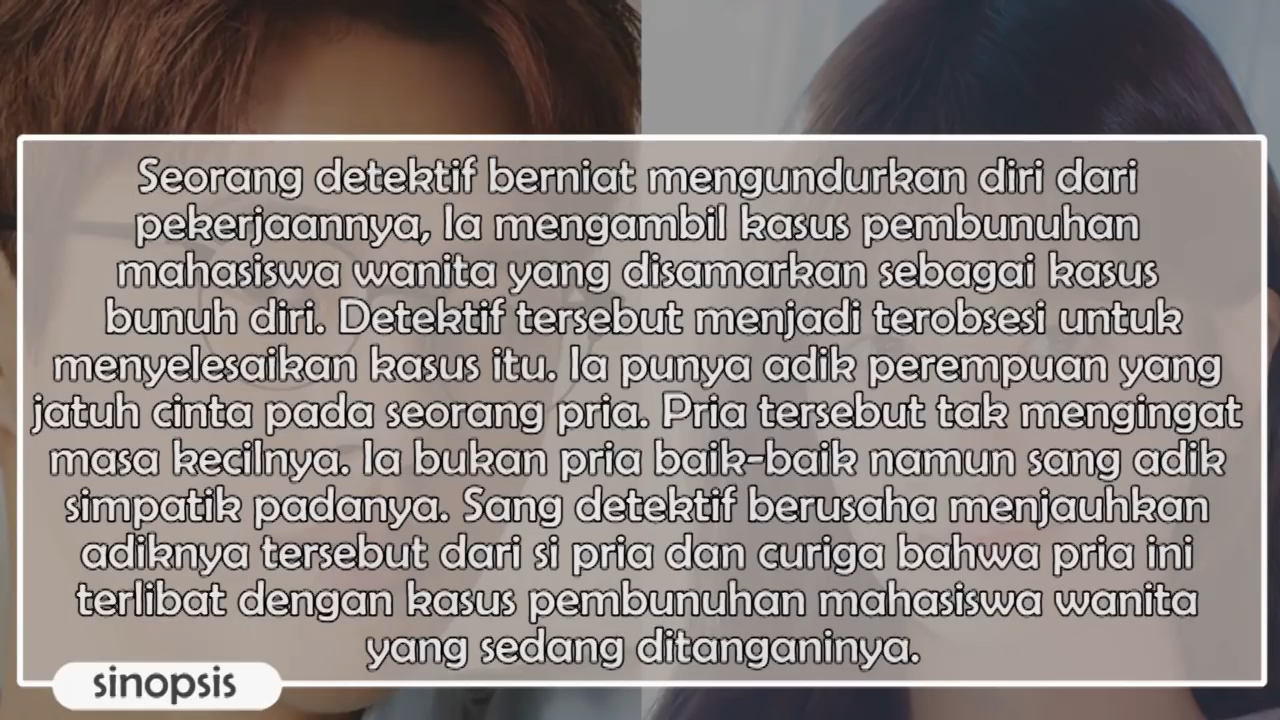 Seorang detektif berniat mengundurkan diri dari
pekerjaannya, Ia mengambil kasus pembunuhan
mahasiswa wanita yang disamarkan sebagai kasus
bunuh diri. Detektif tersebut menjadi terobsesi untuk
menyelesaikan kasus itu. Ia punya adik perempuan yang
jatuh cinta pada seorang pria. Pria tersebut tak mengingat
masa kecilnya. Ia bukan pria baik-baik namun sang adik
simpatik padanya. Sang detektif berusaha menjauhkan
adiknya tersebut dari si pria dan curiga bahwa pria ini
terlibat dengan kasus pembunuhan mahasiswa wanita
yang sedang ditanganinya.
sinopsis